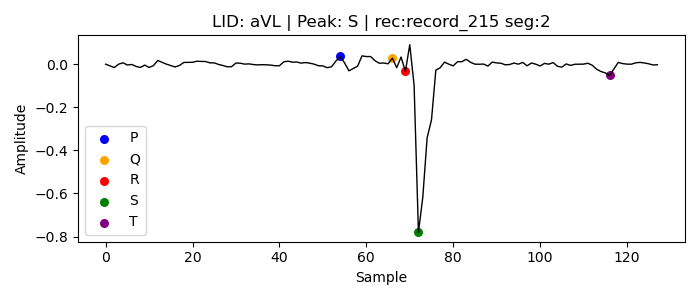 LID: aVL | Peak: S | rec:record_215 seg:2
Amplitude
0.0
−0.2
−0.4
−0.6
−0.8
P
Q
R
S
T
0 20 40 60 80 100 120
Sample